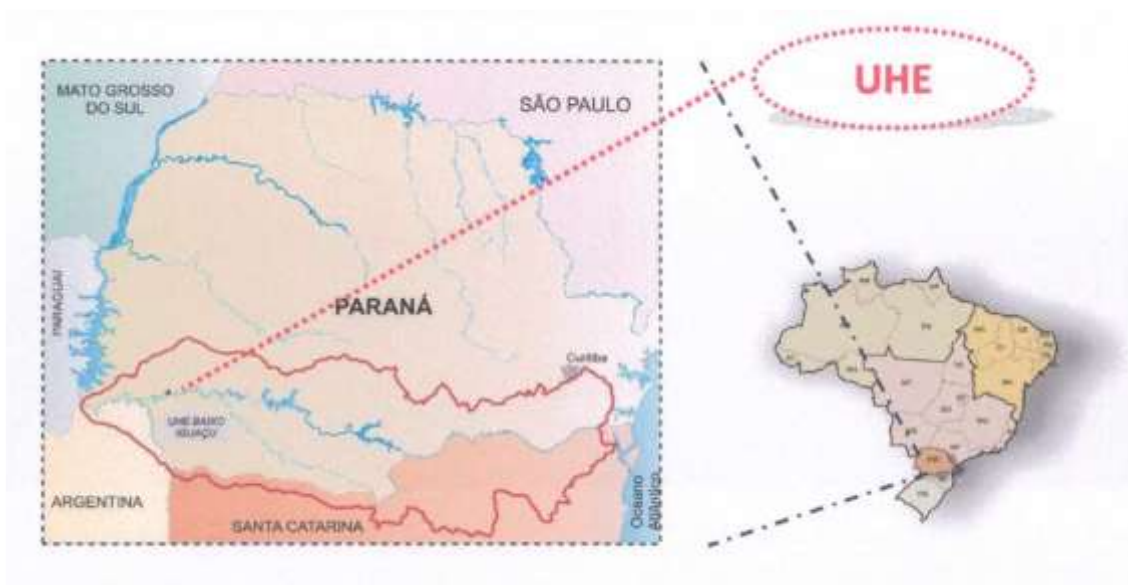 UHE
MATO GROSSO
DO SUL
SÃO PAULO
PARAGUAI
PARANÁ
Curitiba
UHE BAIXO
IGUAÇU
ARGENTINA
SANTA CATARINA
Oceano
Atlântico